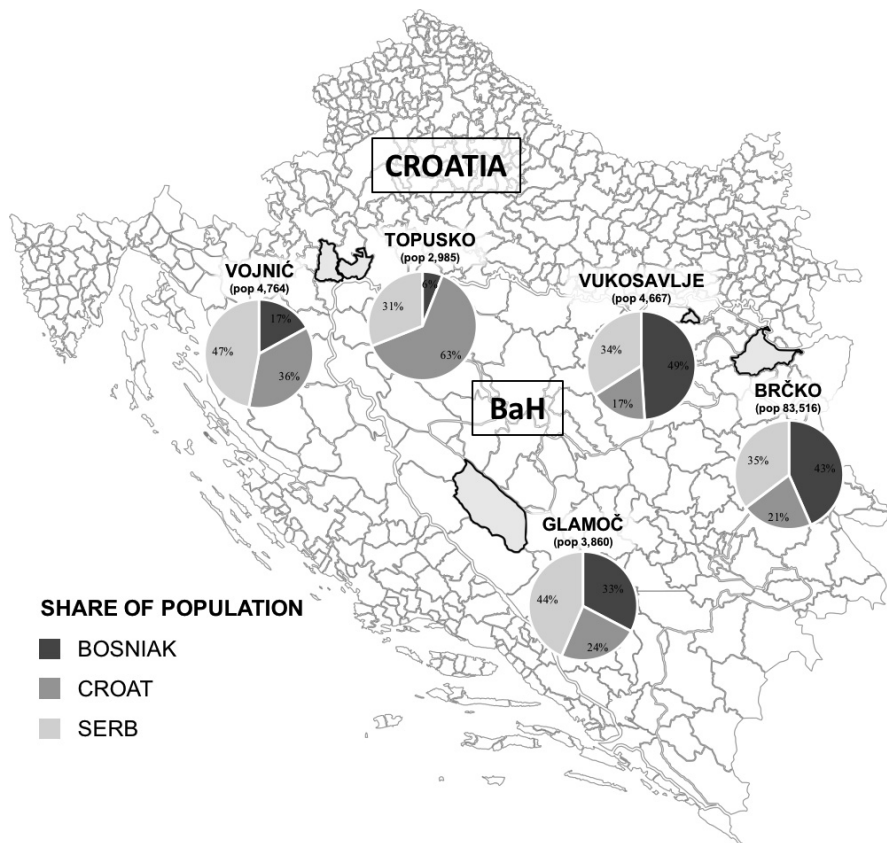 CROATIA
TOPUSKO
(pop 2,985)
6%
31%
63%
VOJNIĆ
(pop 4,764)
17%
47%
36%
VUKOSAVLJE
(pop 4,667)
34%
49%
17%
BaH
BRČKO
(pop 83,516)
35%
43%
21%
GLAMOČ
(pop 3,860)
33%
44%
24%
SHARE OF POPULATION
BOSNIAK
CROAT
SERB